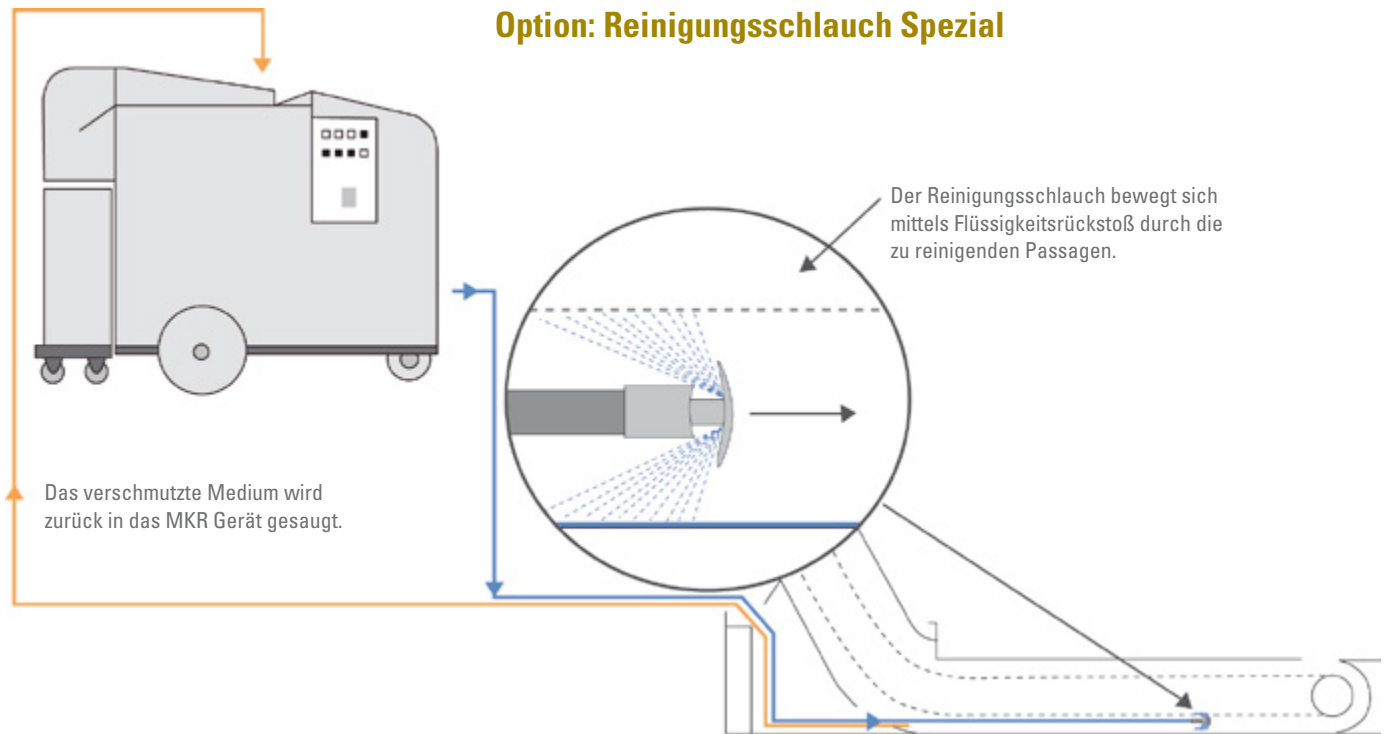 Option: Reinigungsschlauch Spezial
Der Reinigungsschlauch bewegt sich
mittels Flüssigkeitsrückstoß durch die
zu reinigenden Passagen.
Das verschmutzte Medium wird
zurück in das MKR Gerät gesaugt.